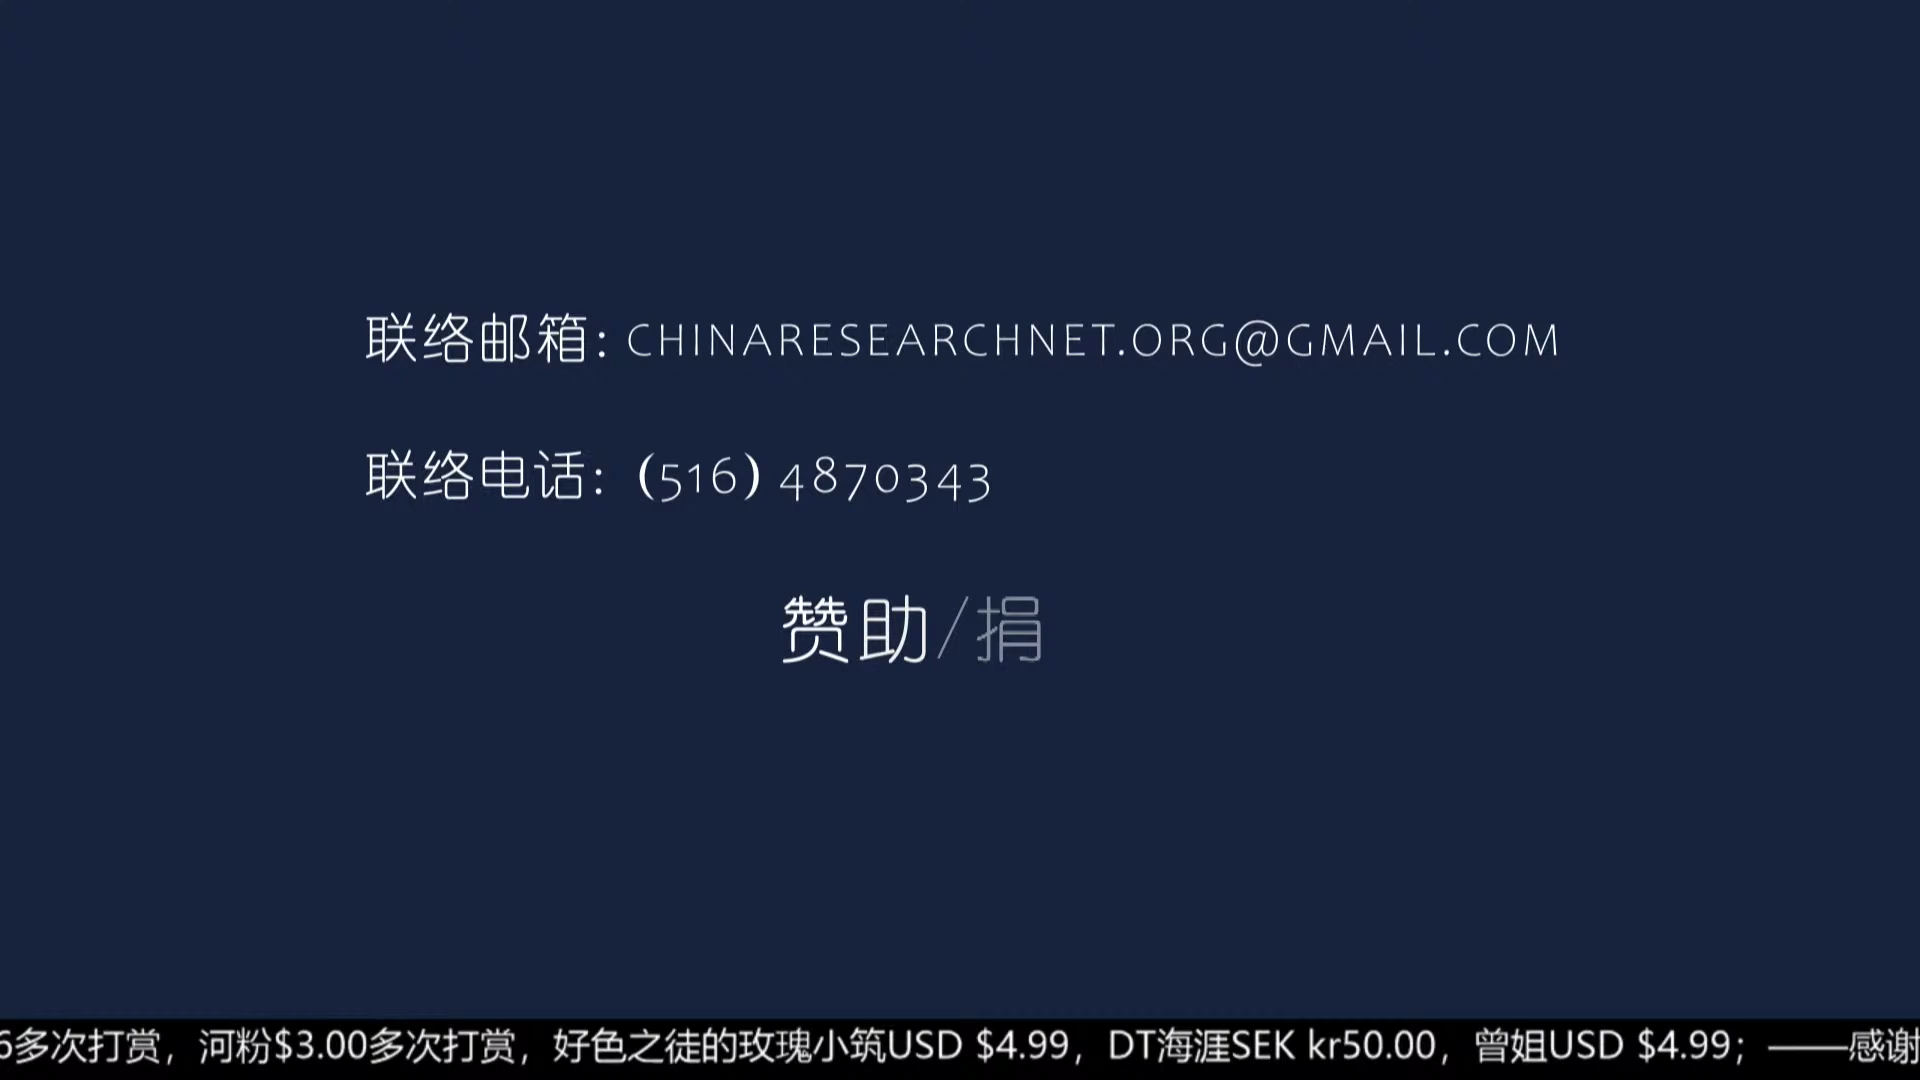 联络邮箱: CHINARESEARCHNET.ORG@GMAIL.COM
联络电话: (516) 4870343
赞助/捐
6多次打赏，河粉$3.00多次打赏，好色之徒的玫瑰小筑USD $4.99，DT海涯SEK kr50.00，曾姐USD $4.99；——感谢